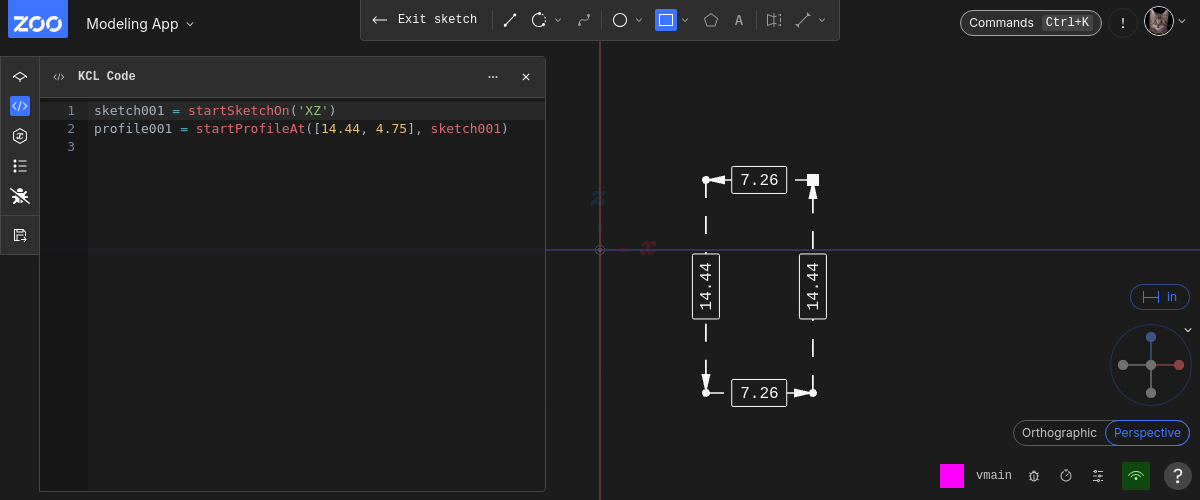 ZOO
Modeling App
Exit sketch
A
Commands Ctrl+K
!
KCL Code
1 sketch001 = startSketchOn('XZ')
2 profile001 = startProfileAt([14.44, 4.75], sketch001)
3
7.26
z
x
14.44
14.44
7.26
in
Orthographic Perspective
vmain
?